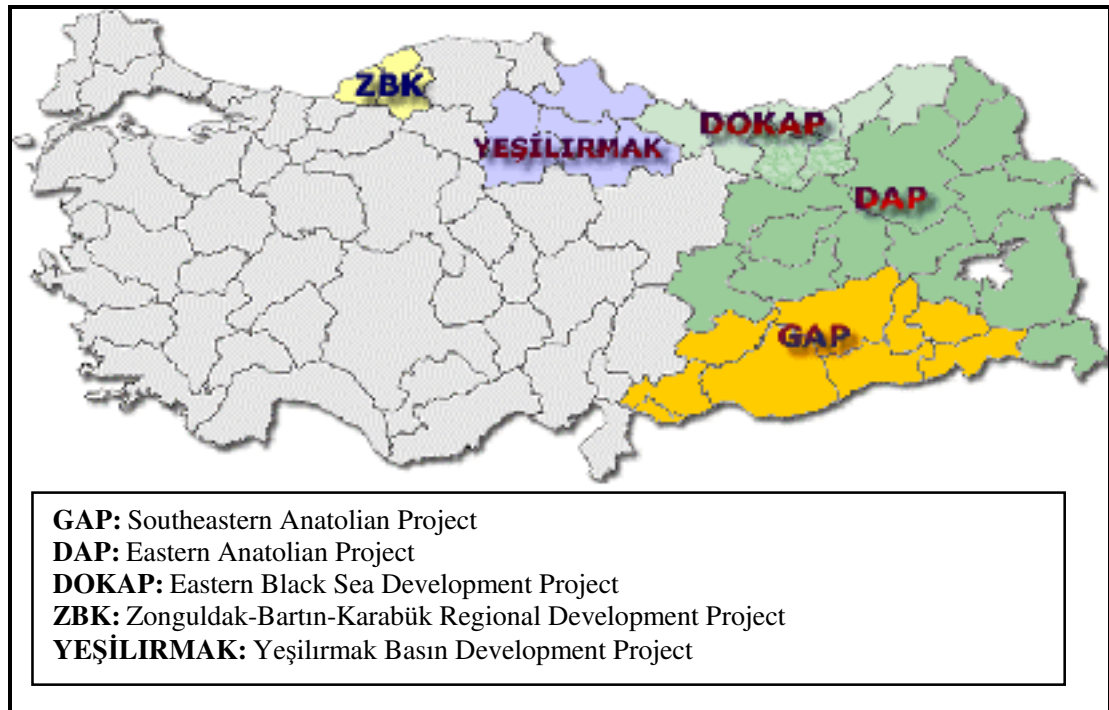 ZBK
DOKAP
YEŞİLIRMAK
DAP
GAP
GAP: Southeastern Anatolian Project
DAP: Eastern Anatolian Project
DOKAP: Eastern Black Sea Development Project
ZBK: Zonguldak-Bartın-Karabük Regional Development Project
YEŞİLIRMAK: Yeşilırmak Basın Development Project